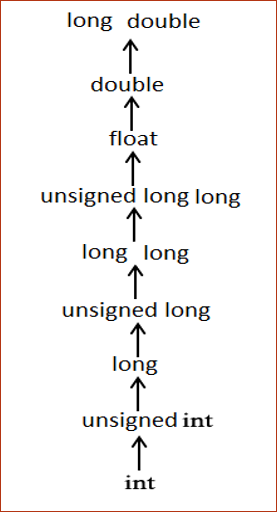 long double
double
float
unsigned long long
long long
unsigned long
long
unsigned int
int